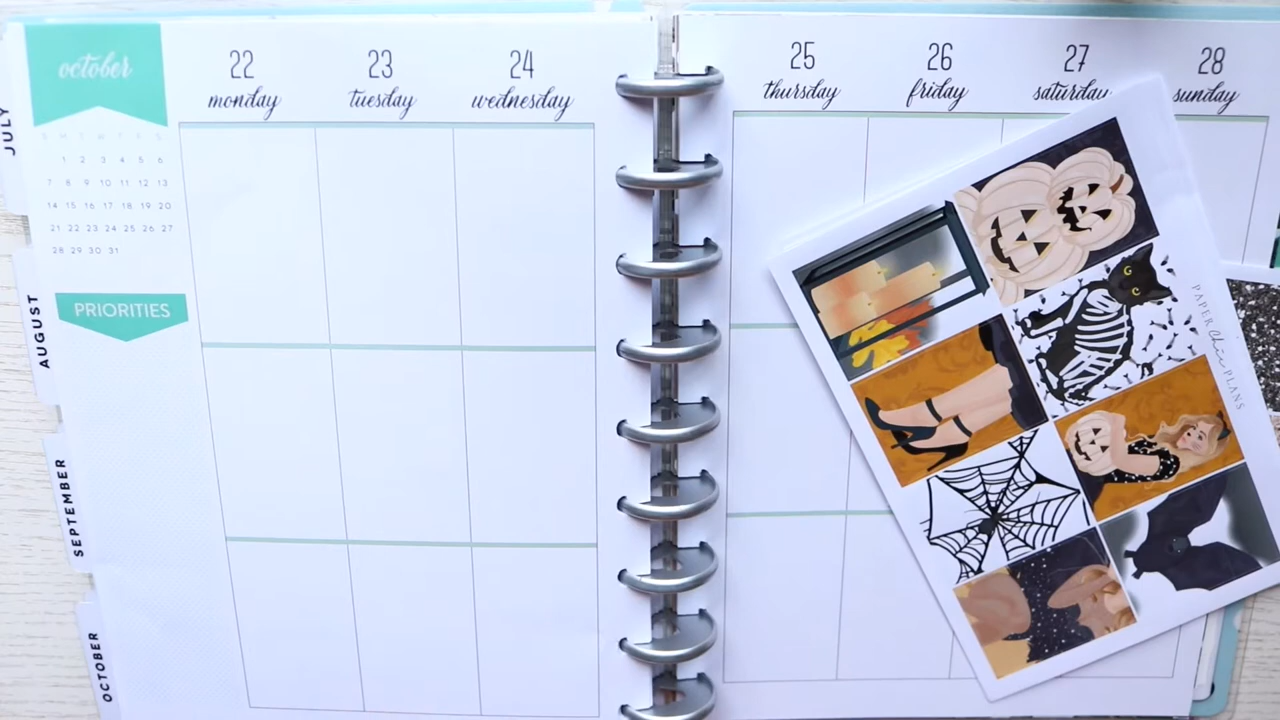 october
22 23 24
monday tuesday wednesday
25 26 27 28
thursday friday saturday sunday
S M T W T F S
1 2 3 4 5 6
7 8 9 10 11 12 13
14 15 16 17 18 19 20
21 22 23 24 25 26 27
28 29 30 31
PRIORITIES
JULY
AUGUST
SEPTEMBER
OCTOBER
PAPER Chic PLANS